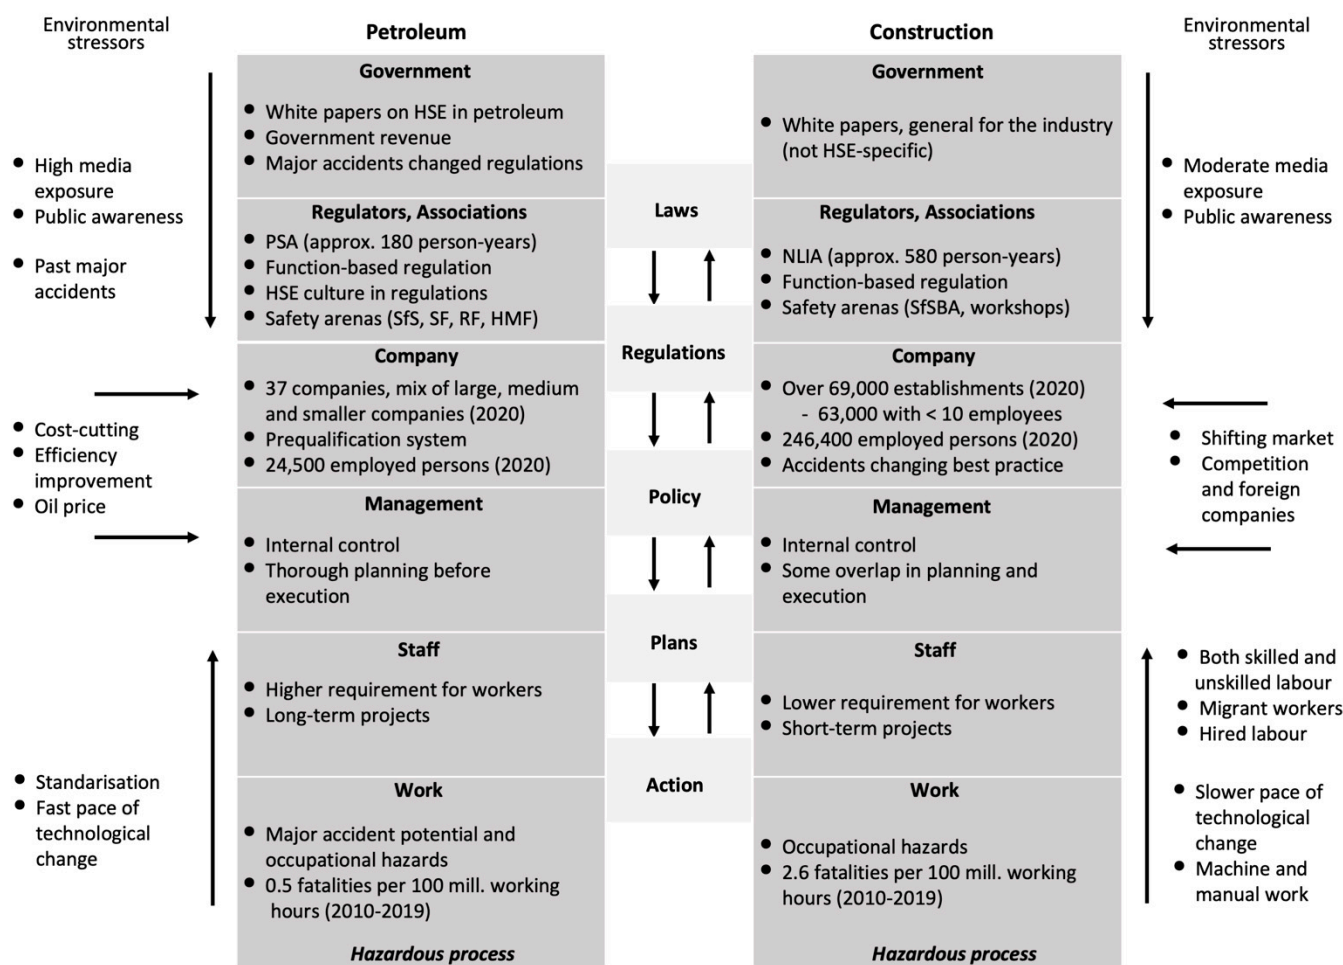 Environmental
stressors
Petroleum
Construction
Environmental
stressors
● High media
exposure
● Public awareness
● Past major
accidents
● Cost-cutting
● Efficiency
improvement
● Oil price
● Standarisation
● Fast pace of
technological
change
Government
● White papers on HSE in petroleum
● Government revenue
● Major accidents changed regulations
Regulators, Associations
● PSA (approx. 180 person-years)
● Function-based regulation
● HSE culture in regulations
● Safety arenas (SfS, SF, RF, HMF)
Company
● 37 companies, mix of large, medium
and smaller companies (2020)
● Prequalification system
● 24,500 employed persons (2020)
Management
● Internal control
● Thorough planning before
execution
Staff
● Higher requirement for workers
● Long-term projects
Work
● Major accident potential and
occupational hazards
● 0.5 fatalities per 100 mill. working
hours (2010-2019)
Hazardous process
Laws
Regulations
Policy
Plans
Action
Government
● White papers, general for the industry
(not HSE-specific)
Regulators, Associations
● NLIA (approx. 580 person-years)
● Function-based regulation
● Safety arenas (SfSBA, workshops)
Company
● Over 69,000 establishments (2020)
- 63,000 with < 10 employees
● 246,400 employed persons (2020)
● Accidents changing best practice
Management
● Internal control
● Some overlap in planning and
execution
Staff
● Lower requirement for workers
● Short-term projects
Work
● Occupational hazards
● 2.6 fatalities per 100 mill. working
hours (2010-2019)
Hazardous process
● Moderate media
exposure
● Public awareness
● Shifting market
● Competition
and foreign
companies
● Both skilled and
unskilled labour
● Migrant workers
● Hired labour
● Slower pace of
technological
change
● Machine and
manual work